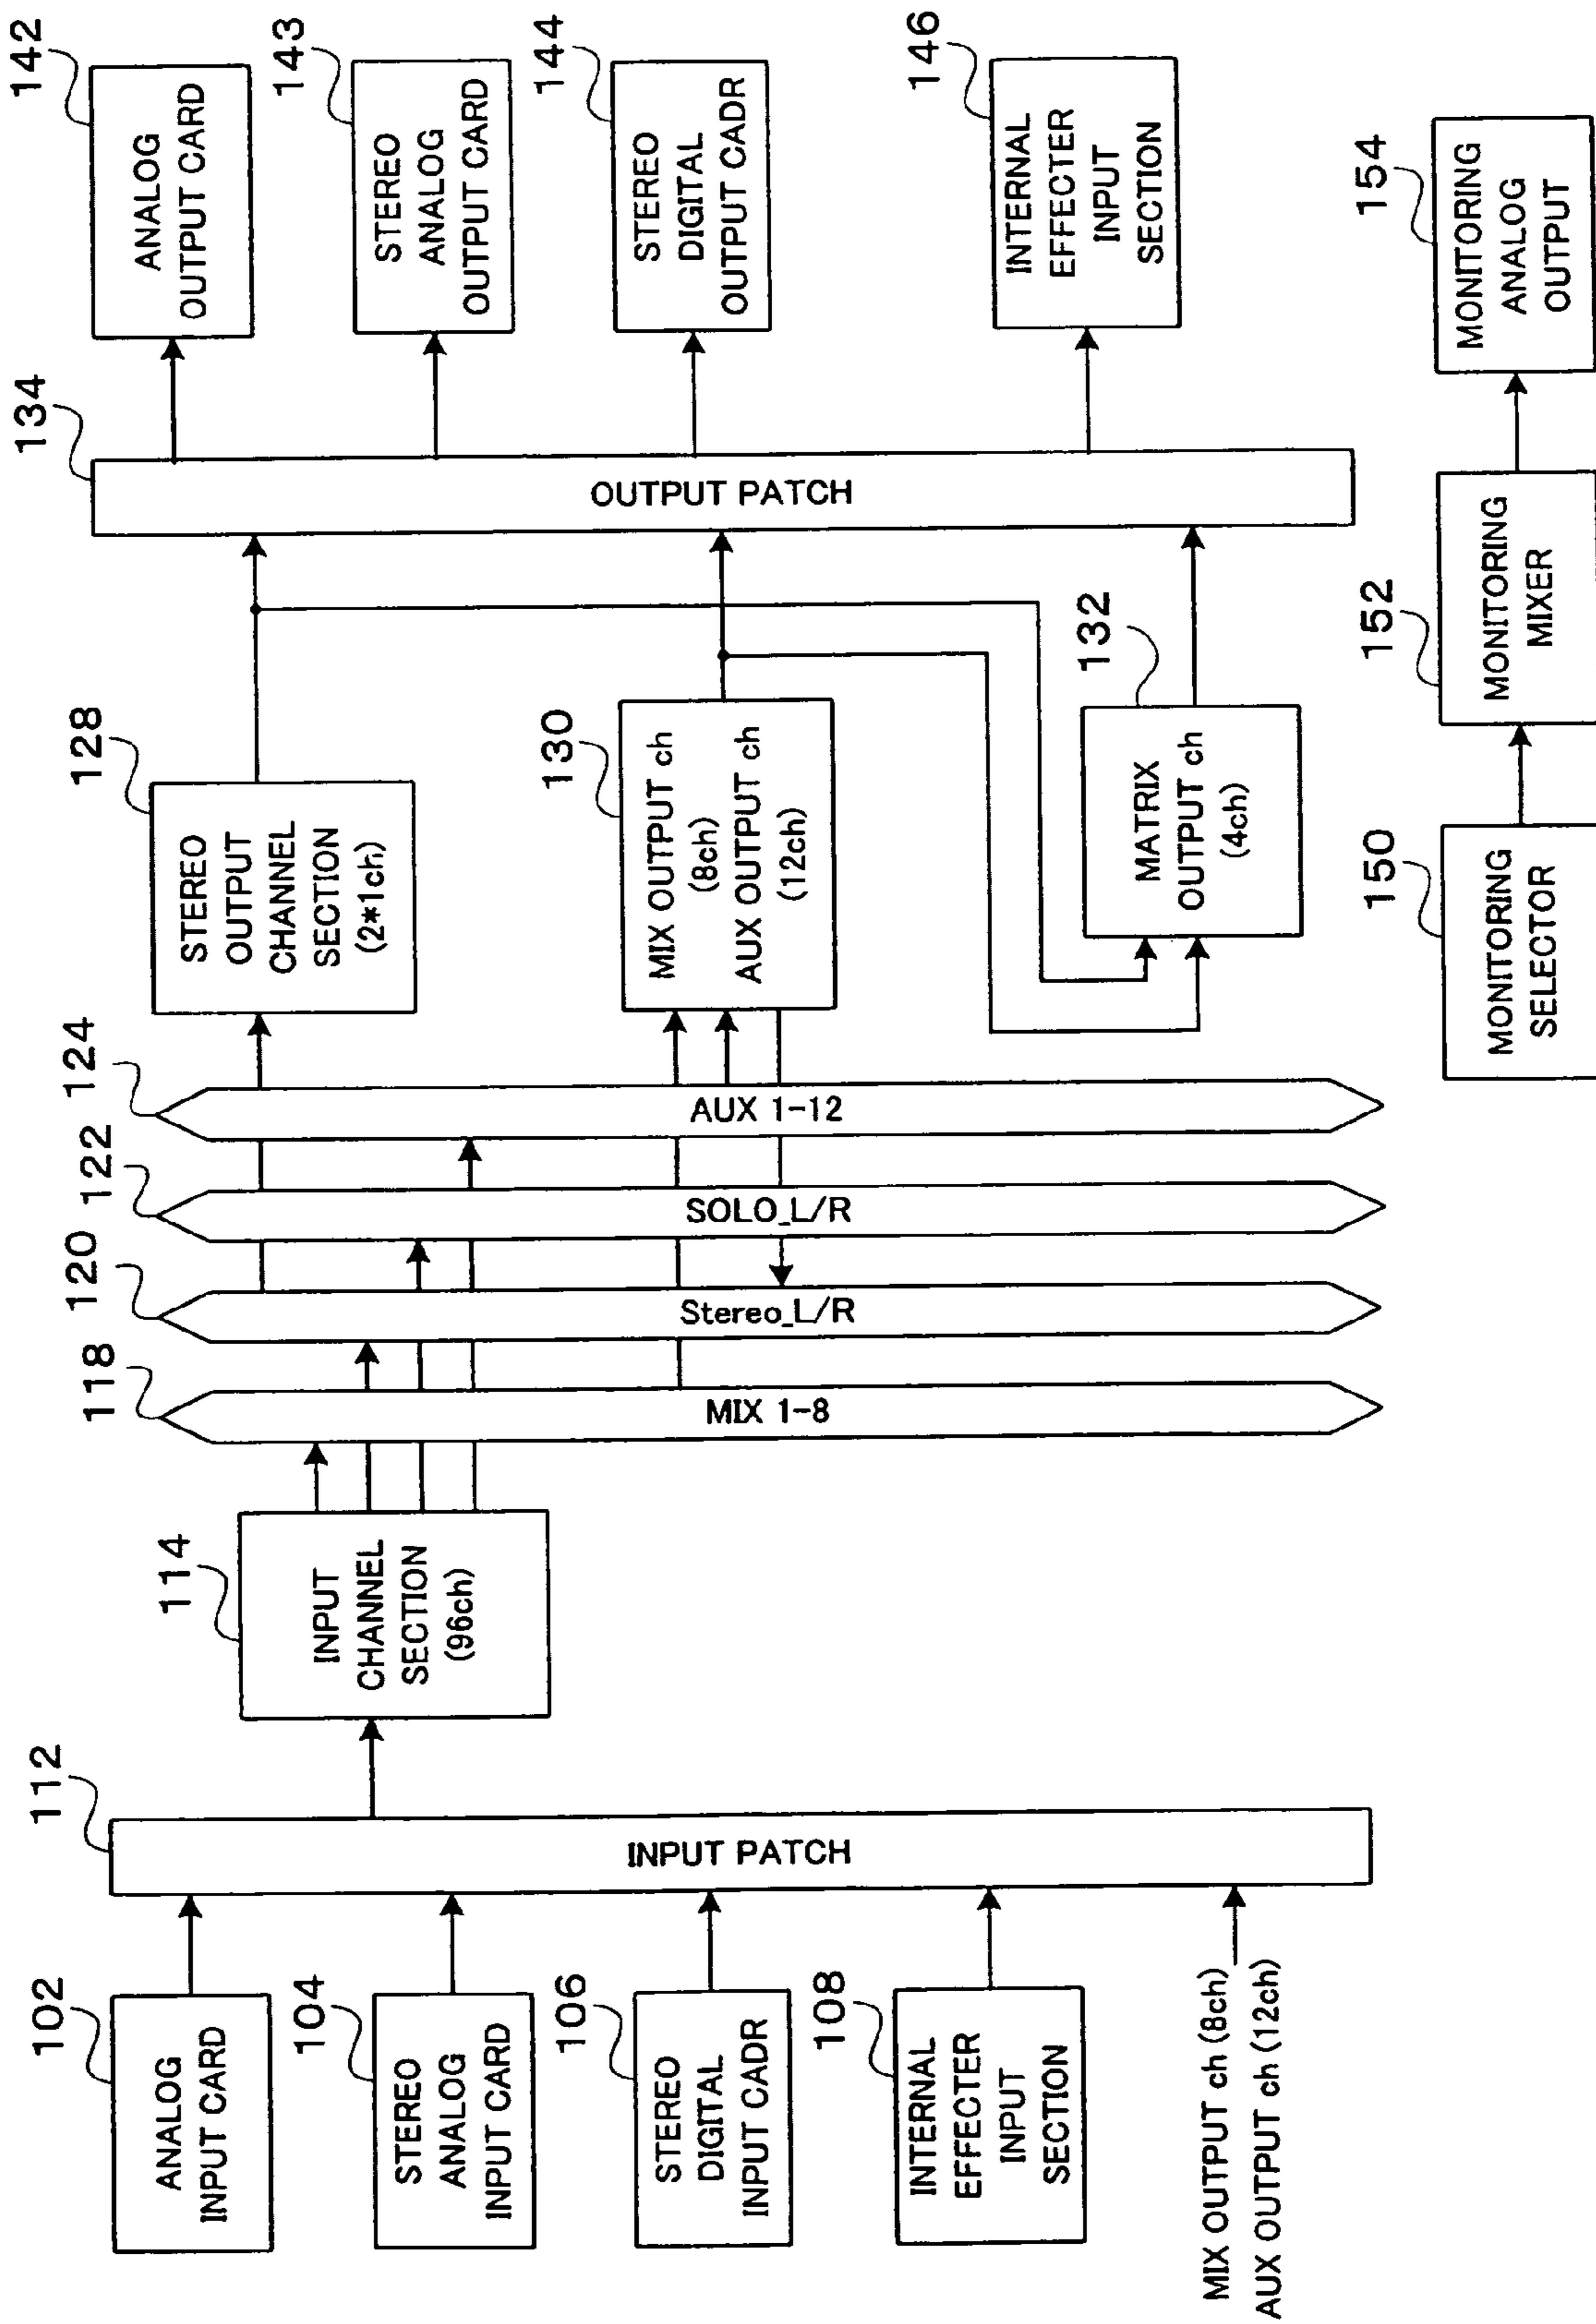 102
ANALOG
INPUT CARD
104
STEREO
ANALOG
INPUT CARD
106
STEREO
DIGITAL
INPUT CADR
108
INTERNAL
EFFECTER
INPUT
SECTION
MIX OUTPUT ch (8ch)
AUX OUTPUT ch (12ch)
112
INPUT PATCH
114
INPUT
CHANNEL
SECTION
(96ch)
118
MIX 1-8
120
Stereo_L/R
122
SOLO_L/R
124
AUX 1-12
128
STEREO
OUTPUT
CHANNEL
SECTION
(2*1ch)
130
MIX OUTPUT ch
(8ch)
AUX OUTPUT ch
(12ch)
132
MATRIX
OUTPUT ch
(4ch)
134
OUTPUT PATCH
142
ANALOG
OUTPUT CARD
143
STEREO
ANALOG
OUTPUT CARD
144
STEREO
DIGITAL
OUTPUT CADR
146
INTERNAL
EFFECTER
INPUT
SECTION
150
MONITORING
SELECTOR
152
MONITORING
MIXER
154
MONITORING
ANALOG
OUTPUT